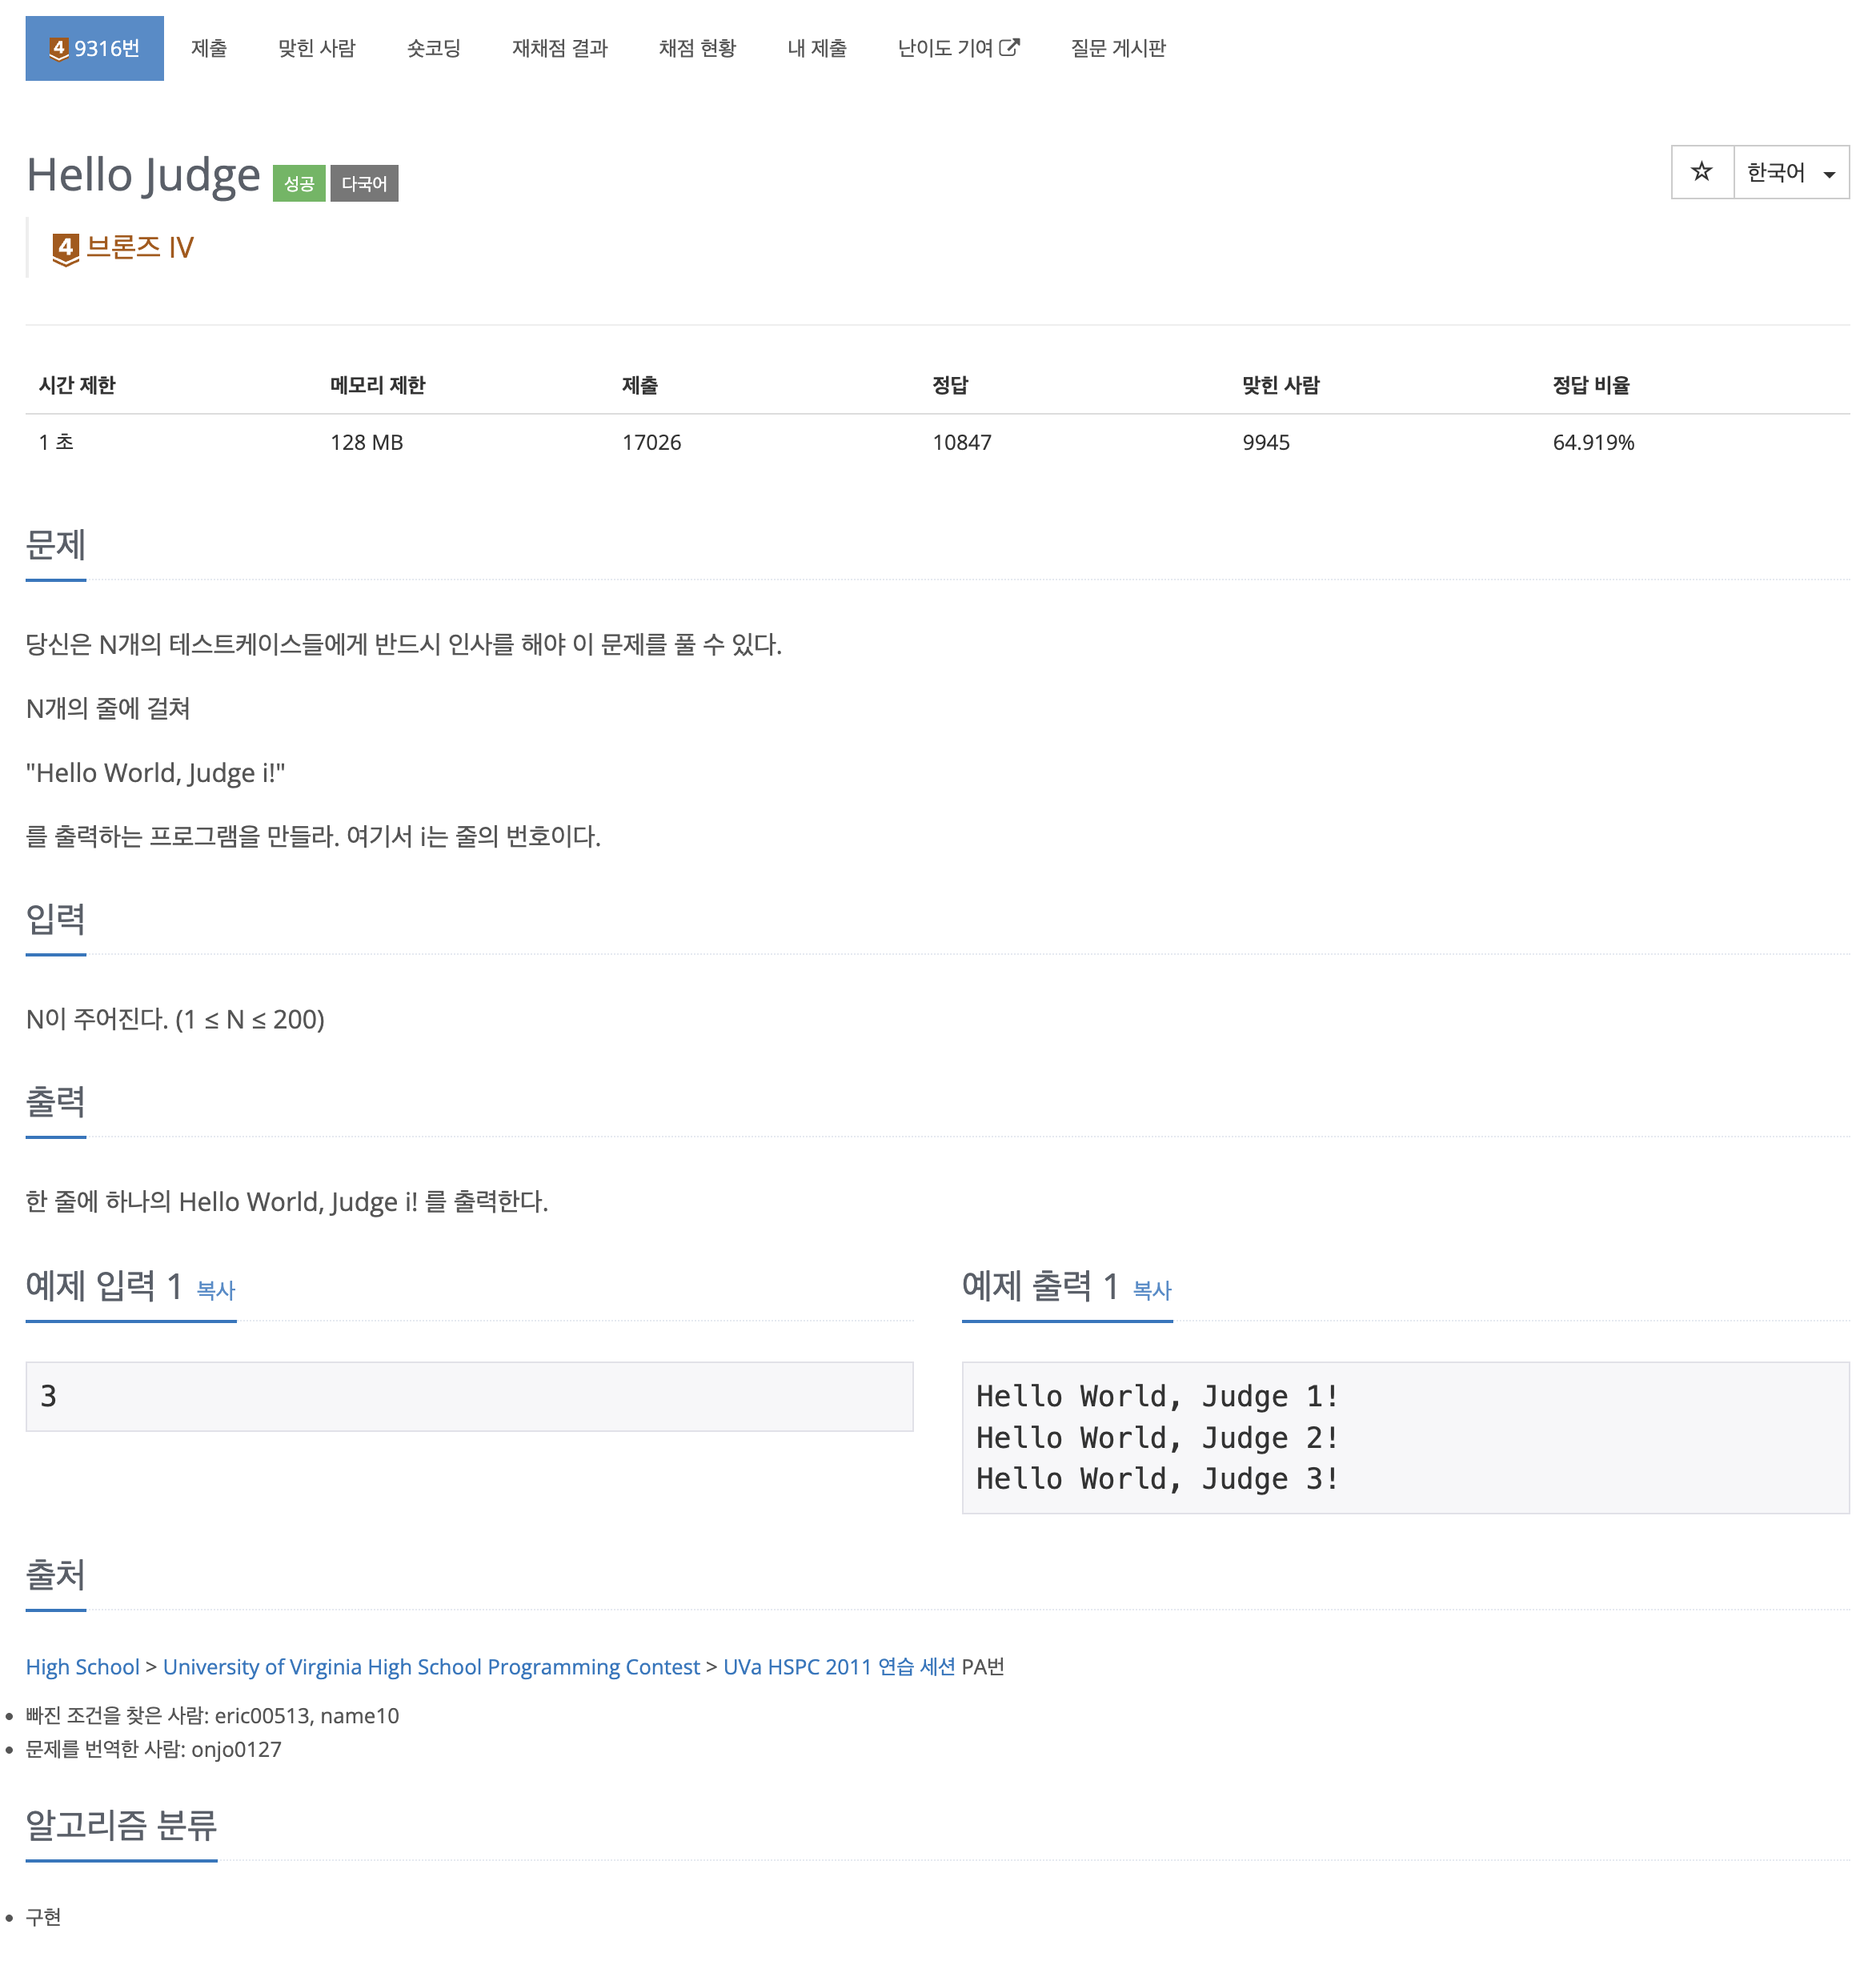 4 9316번 제출 맞힌 사람 숏코딩 재채점 결과 채점 현황 내 제출 난이도 기여 질문 게시판
Hello Judge 성공 다국어 한국어
4 브론즈 IV
시간 제한 메모리 제한 제출 정답 맞힌 사람 정답 비율
1 초 128 MB 17026 10847 9945 64.919%
문제
당신은 N개의 테스트케이스들에게 반드시 인사를 해야 이 문제를 풀 수 있다.
N개의 줄에 걸쳐
"Hello World, Judge i!"
를 출력하는 프로그램을 만들라. 여기서 i는 줄의 번호이다.
입력
N이 주어진다. (1 ≤ N ≤ 200)
출력
한 줄에 하나의 Hello World, Judge i! 를 출력한다.
예제 입력 1 복사
3
예제 출력 1 복사
Hello World, Judge 1!
Hello World, Judge 2!
Hello World, Judge 3!
출처
High School > University of Virginia High School Programming Contest > UVa HSPC 2011 연습 세션 PA번
빠진 조건을 찾은 사람: eric00513, name10
문제를 번역한 사람: onjo0127
알고리즘 분류
구현